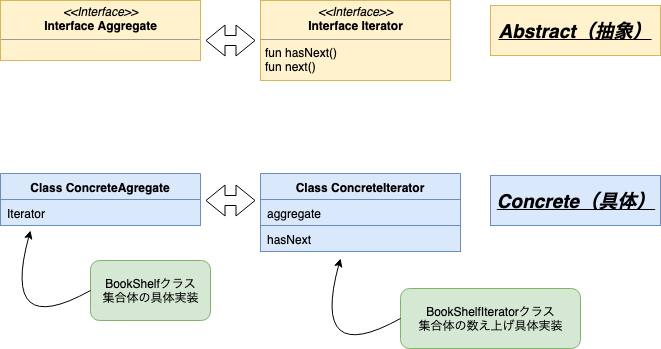 <<Interface>>
Interface Aggregate
<<Interface>>
Interface Iterator
fun hasNext()
fun next()
Abstract（抽象）
Class ConcreteAgregate
Iterator
Class ConcreteIterator
aggregate
hasNext
Concrete（具体）
BookShelfクラス
集合体の具体実装
BookShelfIteratorクラス
集合体の数え上げ具体実装